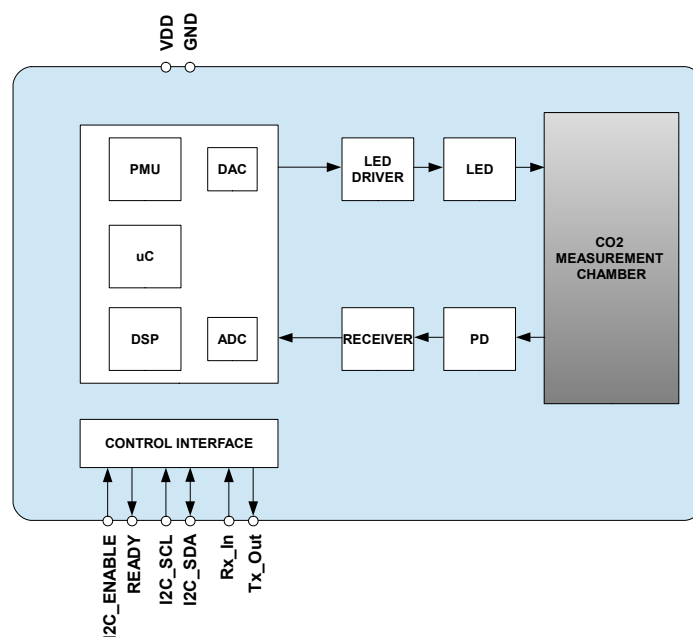 VDD
GND
PMU
DAC
LED
DRIVER
LED
CO2
MEASUREMENT
CHAMBER
uC
DSP
ADC
RECEIVER
PD
CONTROL INTERFACE
I2C_ENABLE
READY
I2C_SCL
I2C_SDA
Rx_In
Tx_Out